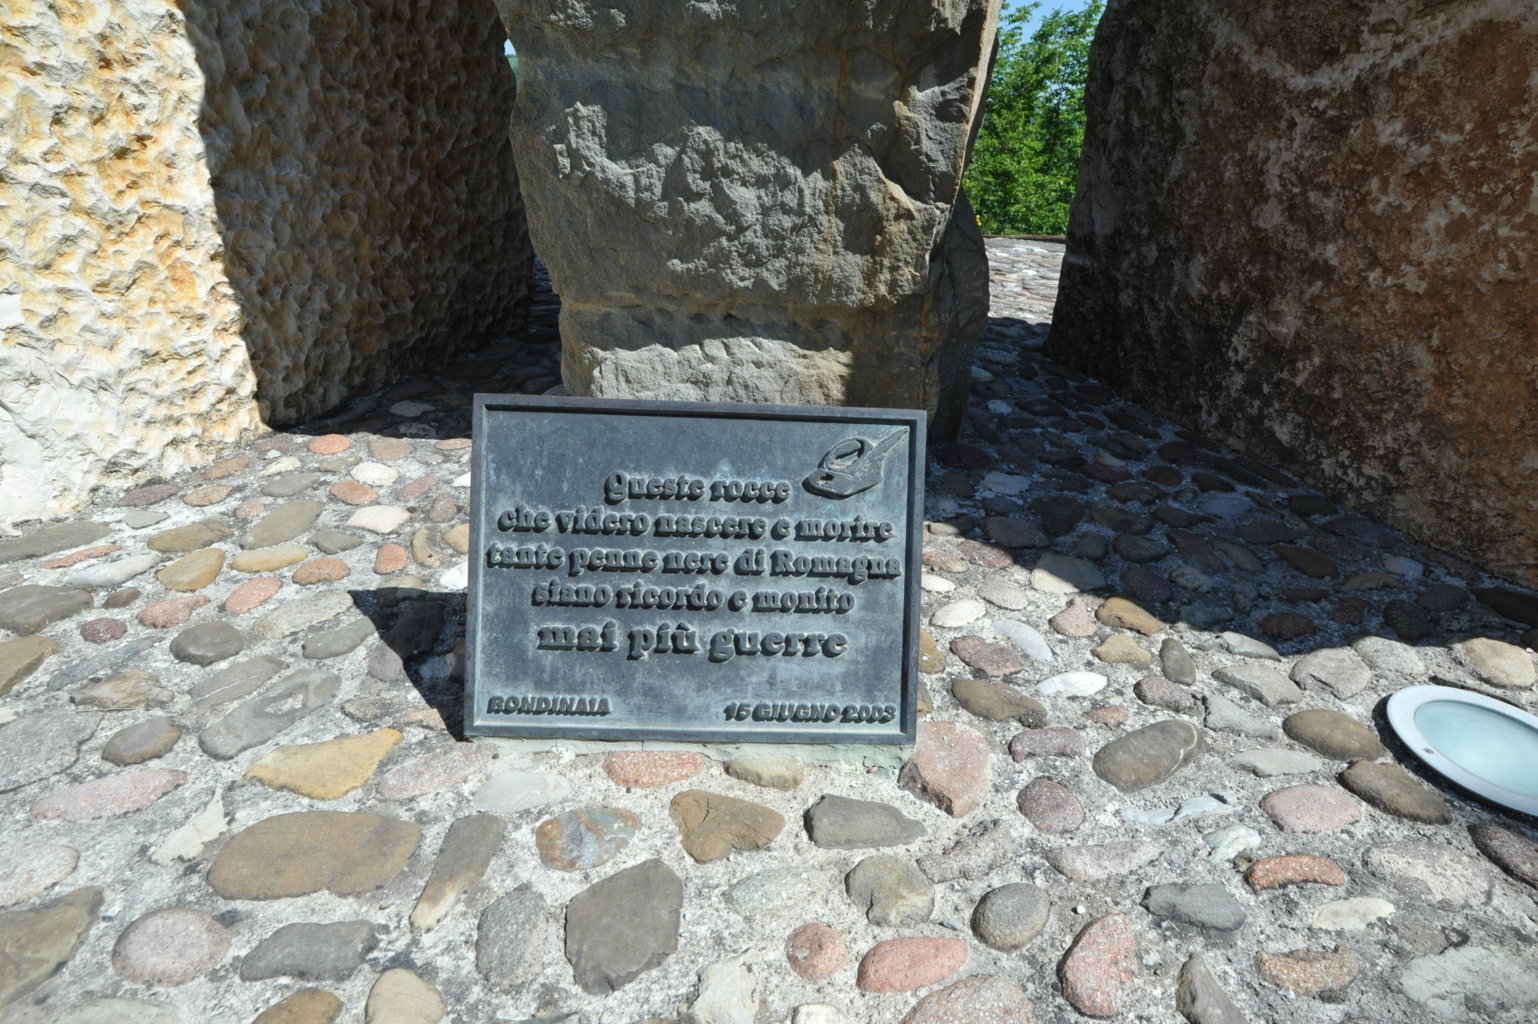 Queste rocce
che videro nascere e morire
tante penne nere di Romagna
siano ricordo e monito
mai più guerre
RONDINAIA 15 GIUGNO 2003